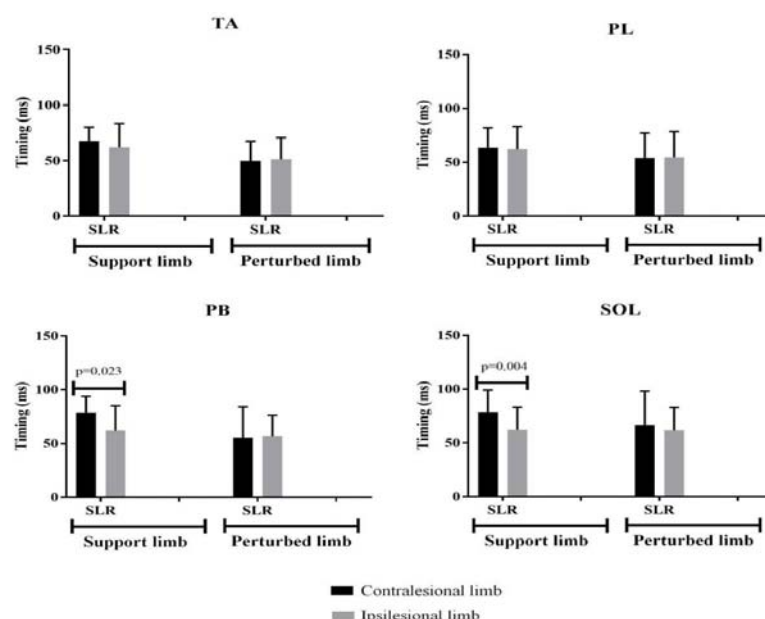 TA
150
100
50
0
Timing (ms)
SLR
SLR
Support limb
Perturbed limb
PL
150
100
50
0
Timing (ms)
SLR
SLR
Support limb
Perturbed limb
PB
150
100
50
0
Timing (ms)
p=0.023
SLR
SLR
Support limb
Perturbed limb
SOL
150
100
50
0
Timing (ms)
p=0.004
SLR
SLR
Support limb
Perturbed limb
Contralesional limb
Ipsilesional limb